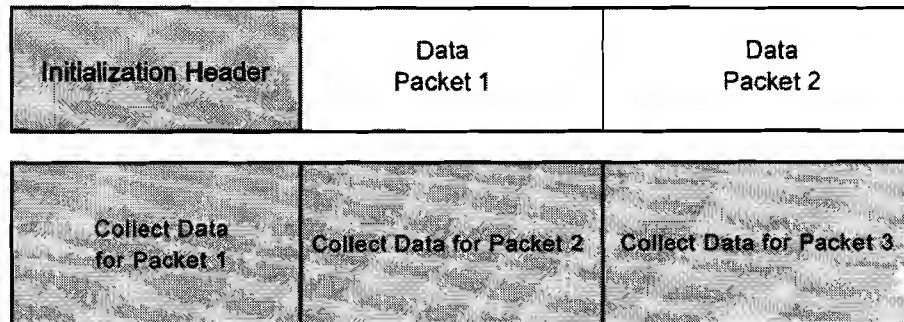 Initialization Header
Data
Packet 1
Data
Packet 2
Collect Data
for Packet 1
Collect Data for Packet 2
Collect Data for Packet 3